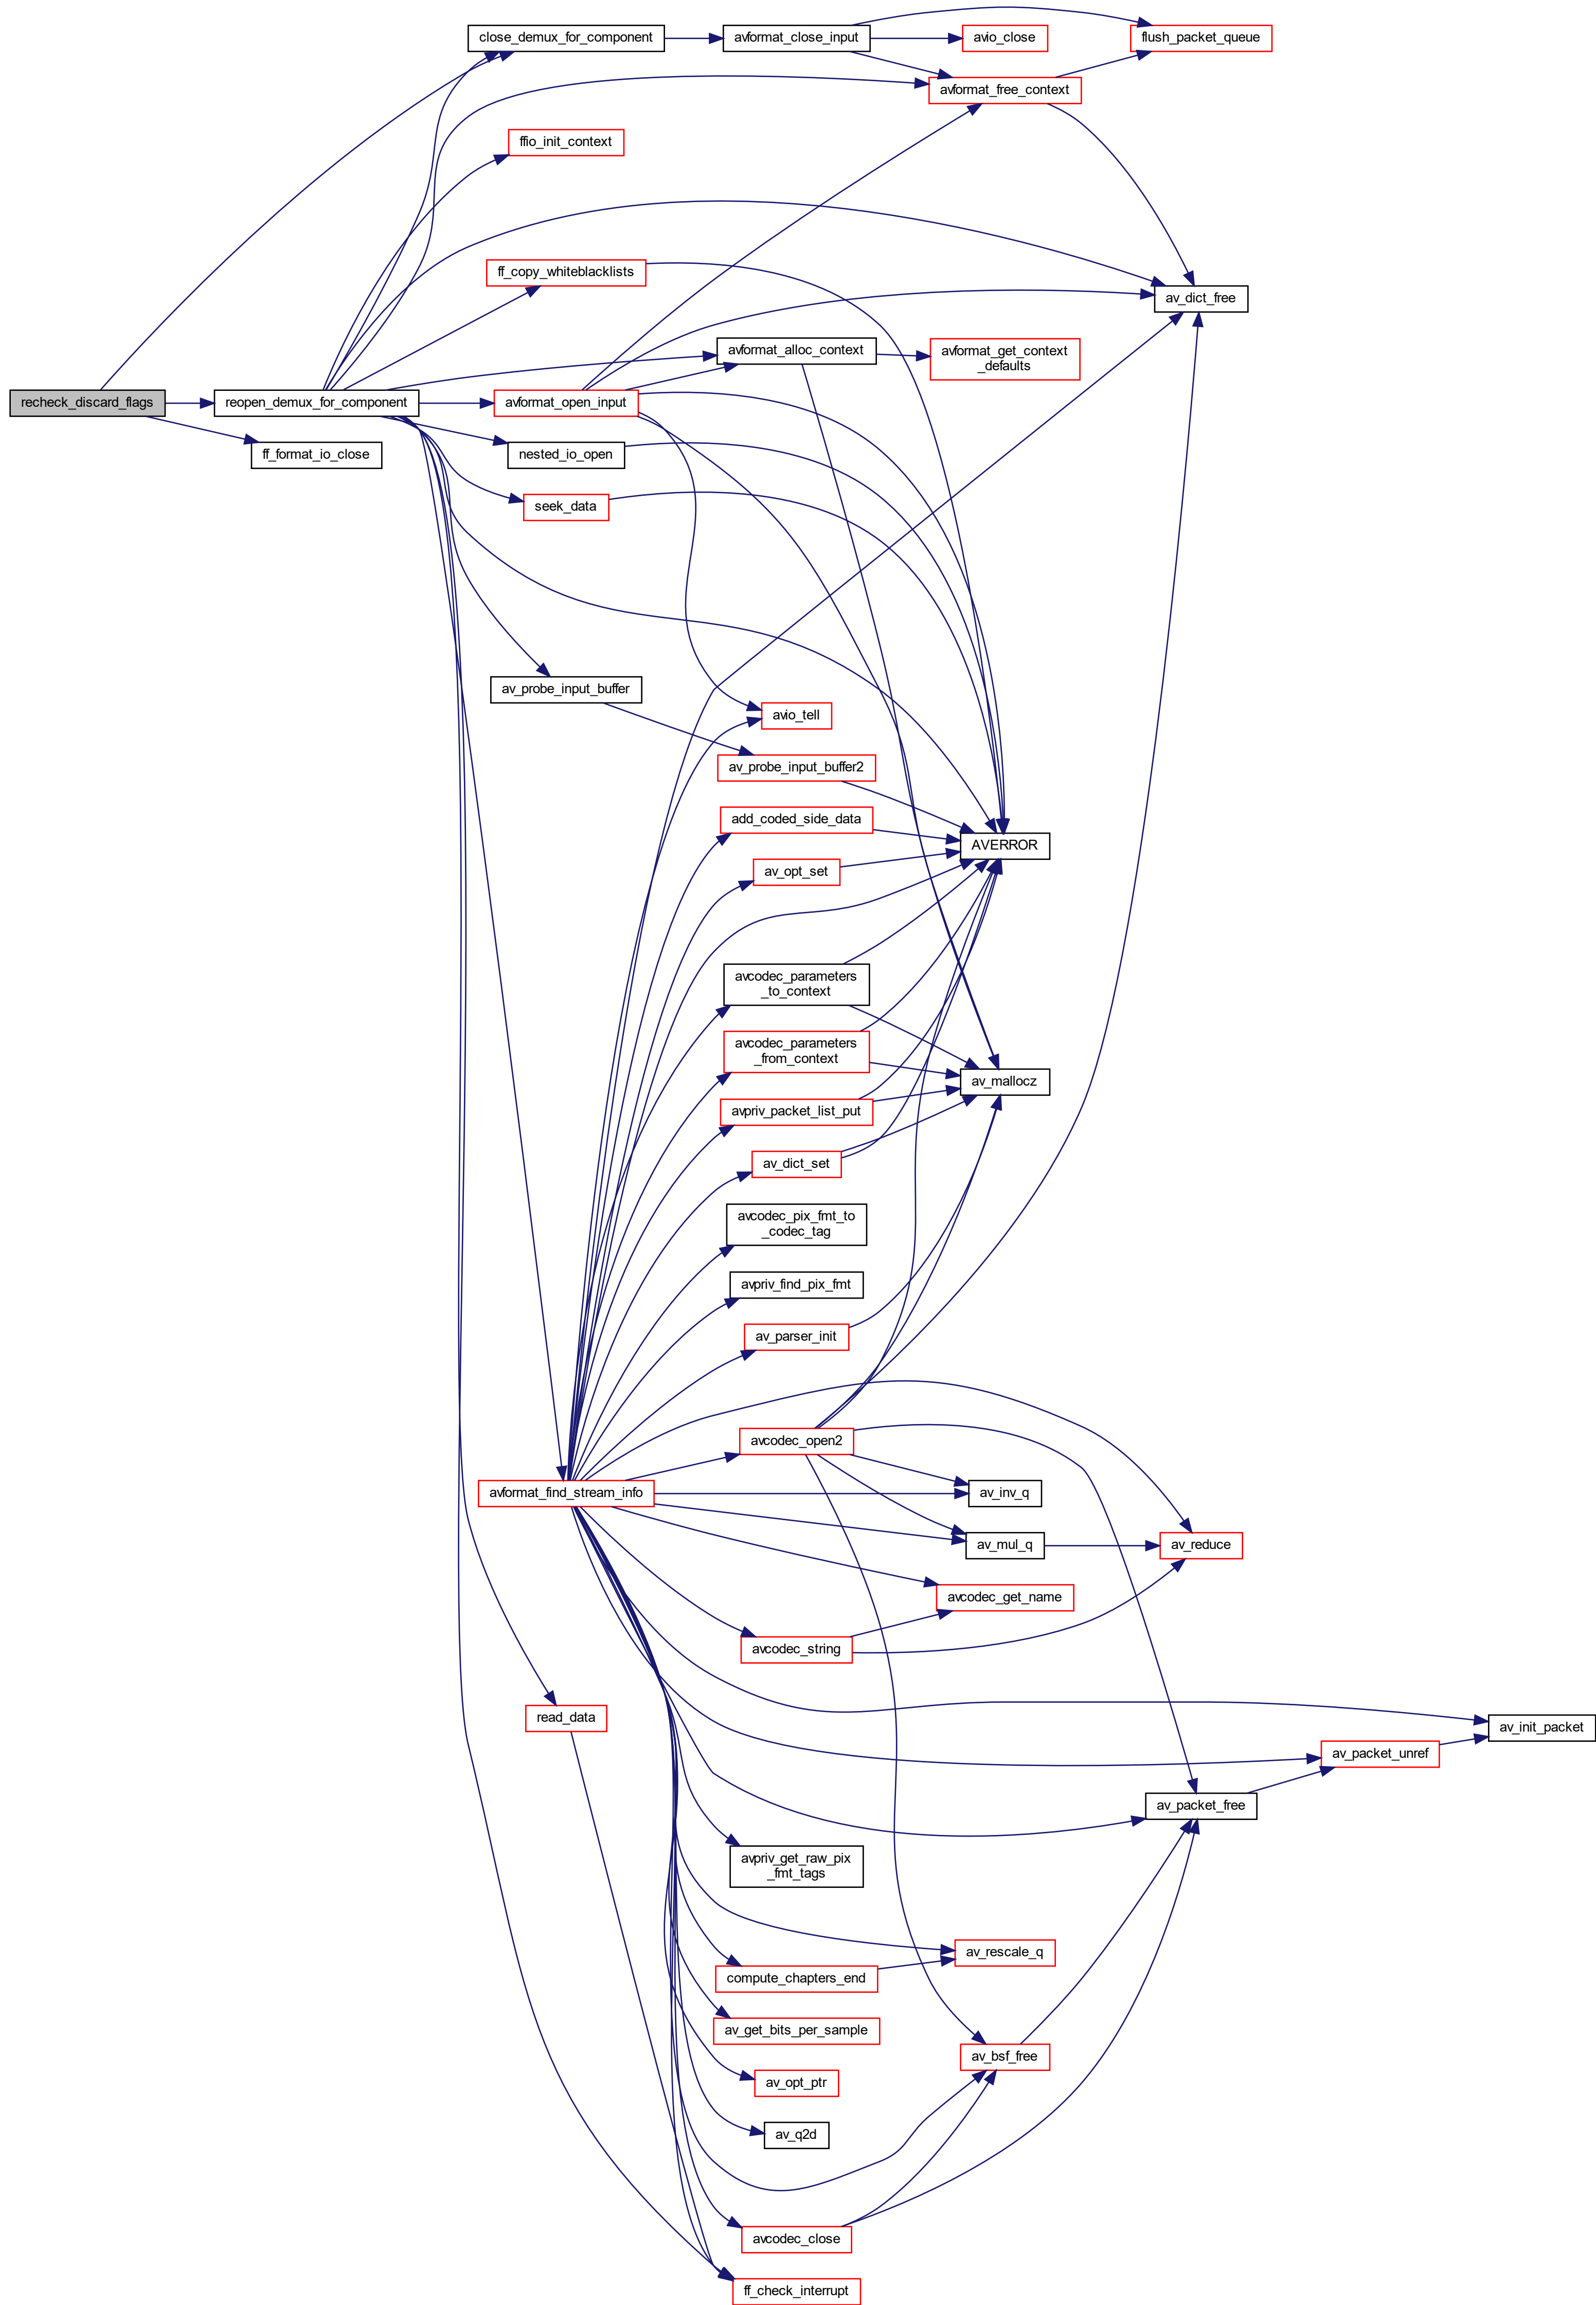 close_demux_for_component
avformat_close_input
avio_close
flush_packet_queue
avformat_free_context
ffio_init_context
ff_copy_whiteblacklists
av_dict_free
avformat_alloc_context
avformat_get_context
_defaults
recheck_discard_flags
reopen_demux_for_component
avformat_open_input
ff_format_io_close
nested_io_open
seek_data
av_probe_input_buffer
avio_tell
av_probe_input_buffer2
add_coded_side_data
AVERROR
av_opt_set
avcodec_parameters
_to_context
avcodec_parameters
_from_context
av_mallocz
avpriv_packet_list_put
av_dict_set
avcodec_pix_fmt_to
_codec_tag
avpriv_find_pix_fmt
av_parser_init
avcodec_open2
avformat_find_stream_info
av_inv_q
av_mul_q
av_reduce
avcodec_get_name
avcodec_string
read_data
av_init_packet
av_packet_unref
av_packet_free
avpriv_get_raw_pix
_fmt_tags
av_rescale_q
compute_chapters_end
av_get_bits_per_sample
av_bsf_free
av_opt_ptr
av_q2d
avcodec_close
ff_check_interrupt